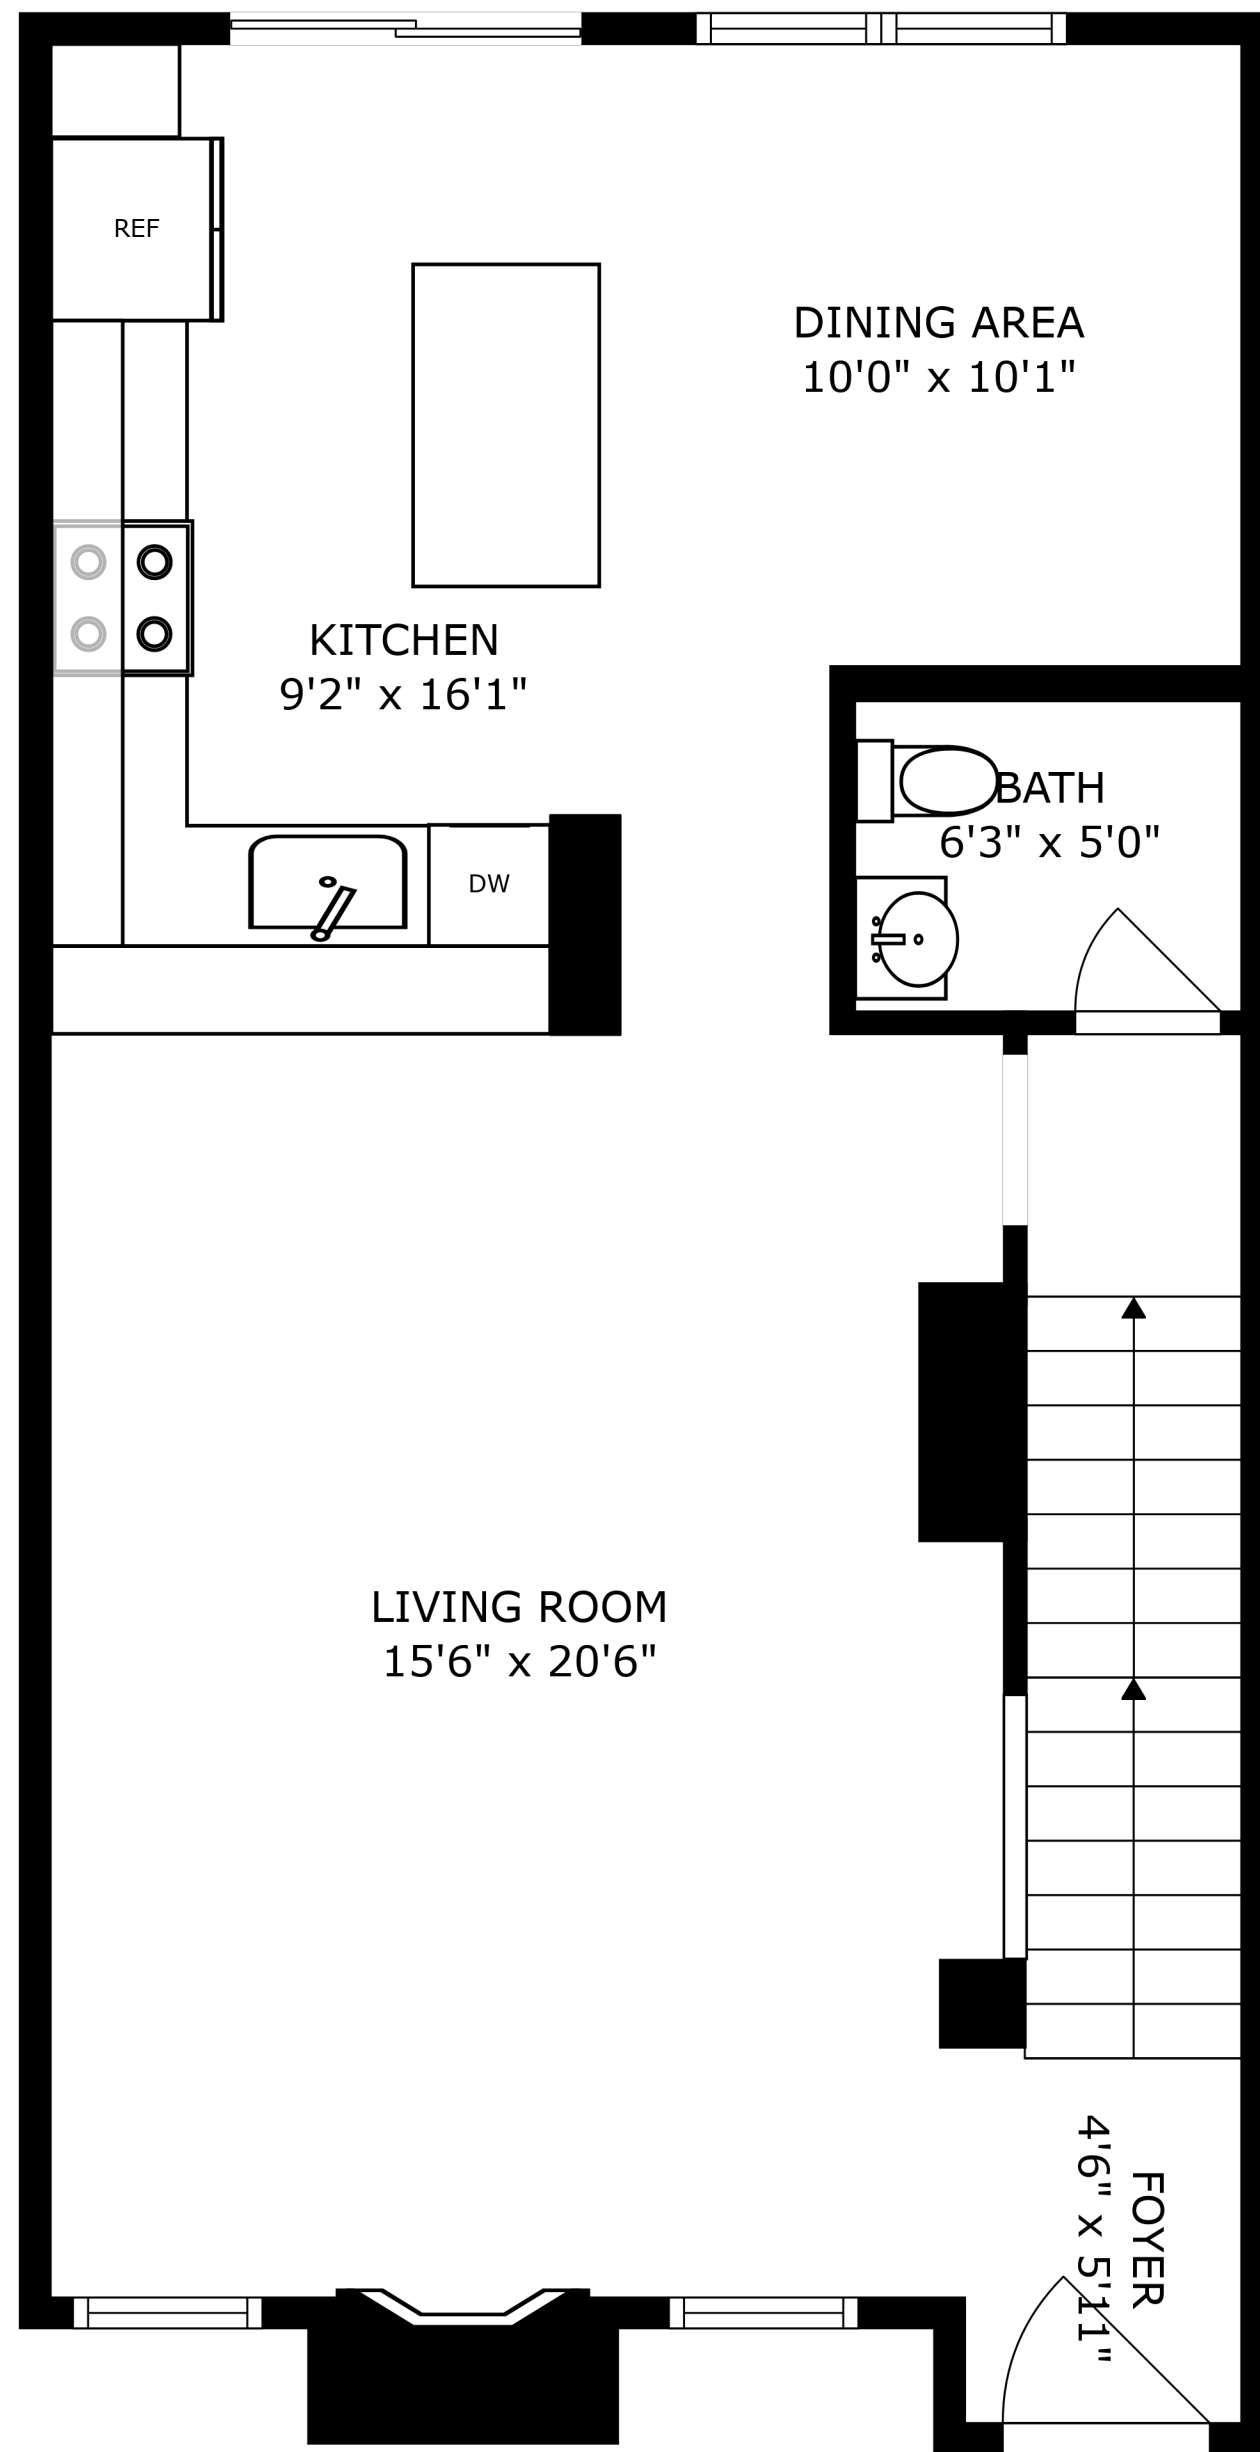 REF
DINING AREA
10'0" x 10'1"
KITCHEN
9'2" x 16'1"
BATH
6'3" x 5'0"
DW
LIVING ROOM
15'6" x 20'6"
FOYER
4'6" x 5'11"